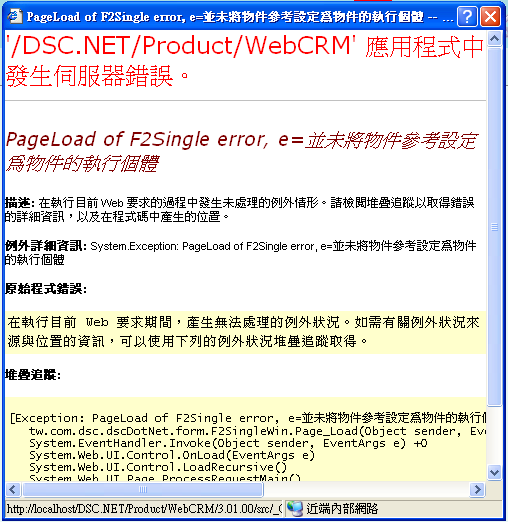 PageLoad of F2Single error, e=並未將物件參考設定為物件的執行個體 -- ...
'/DSC.NET/Product/WebCRM' 應用程式中
發生伺服器錯誤。
PageLoad of F2Single error, e=並未將物件參考設定
為物件的執行個體
描述: 在執行目前 Web 要求的過程中發生未處理的例外情形。請檢閱堆疊追蹤以取得錯誤
的詳細資訊，以及在程式碼中產生的位置。
例外詳細資訊: System.Exception: PageLoad of F2Single error, e=並未將物件參考設定為物件
的執行個體
原始程式錯誤:
在執行目前 Web 要求期間，產生無法處理的例外狀況。如需有關例外狀況來
源與位置的資訊，可以使用下列的例外狀況堆疊追蹤取得。
堆疊追蹤:
[Exception: PageLoad of F2Single error, e=並未將物件參考設定為物件的執行個
tw.com.dsc.dscDotNet.form.F2SingleWin.Page_Load(Object sender, Eve
System.EventHandler.Invoke(Object sender, EventArgs e) +0
System.Web.UI.Control.OnLoad(EventArgs e)
System.Web.UI.Control.LoadRecursive()
System.Web.UI.Page.ProcessRequestMain()
http://localhost/DSC.NET/Product/WebCRM/3.01.00/src/_ 近端內部網路